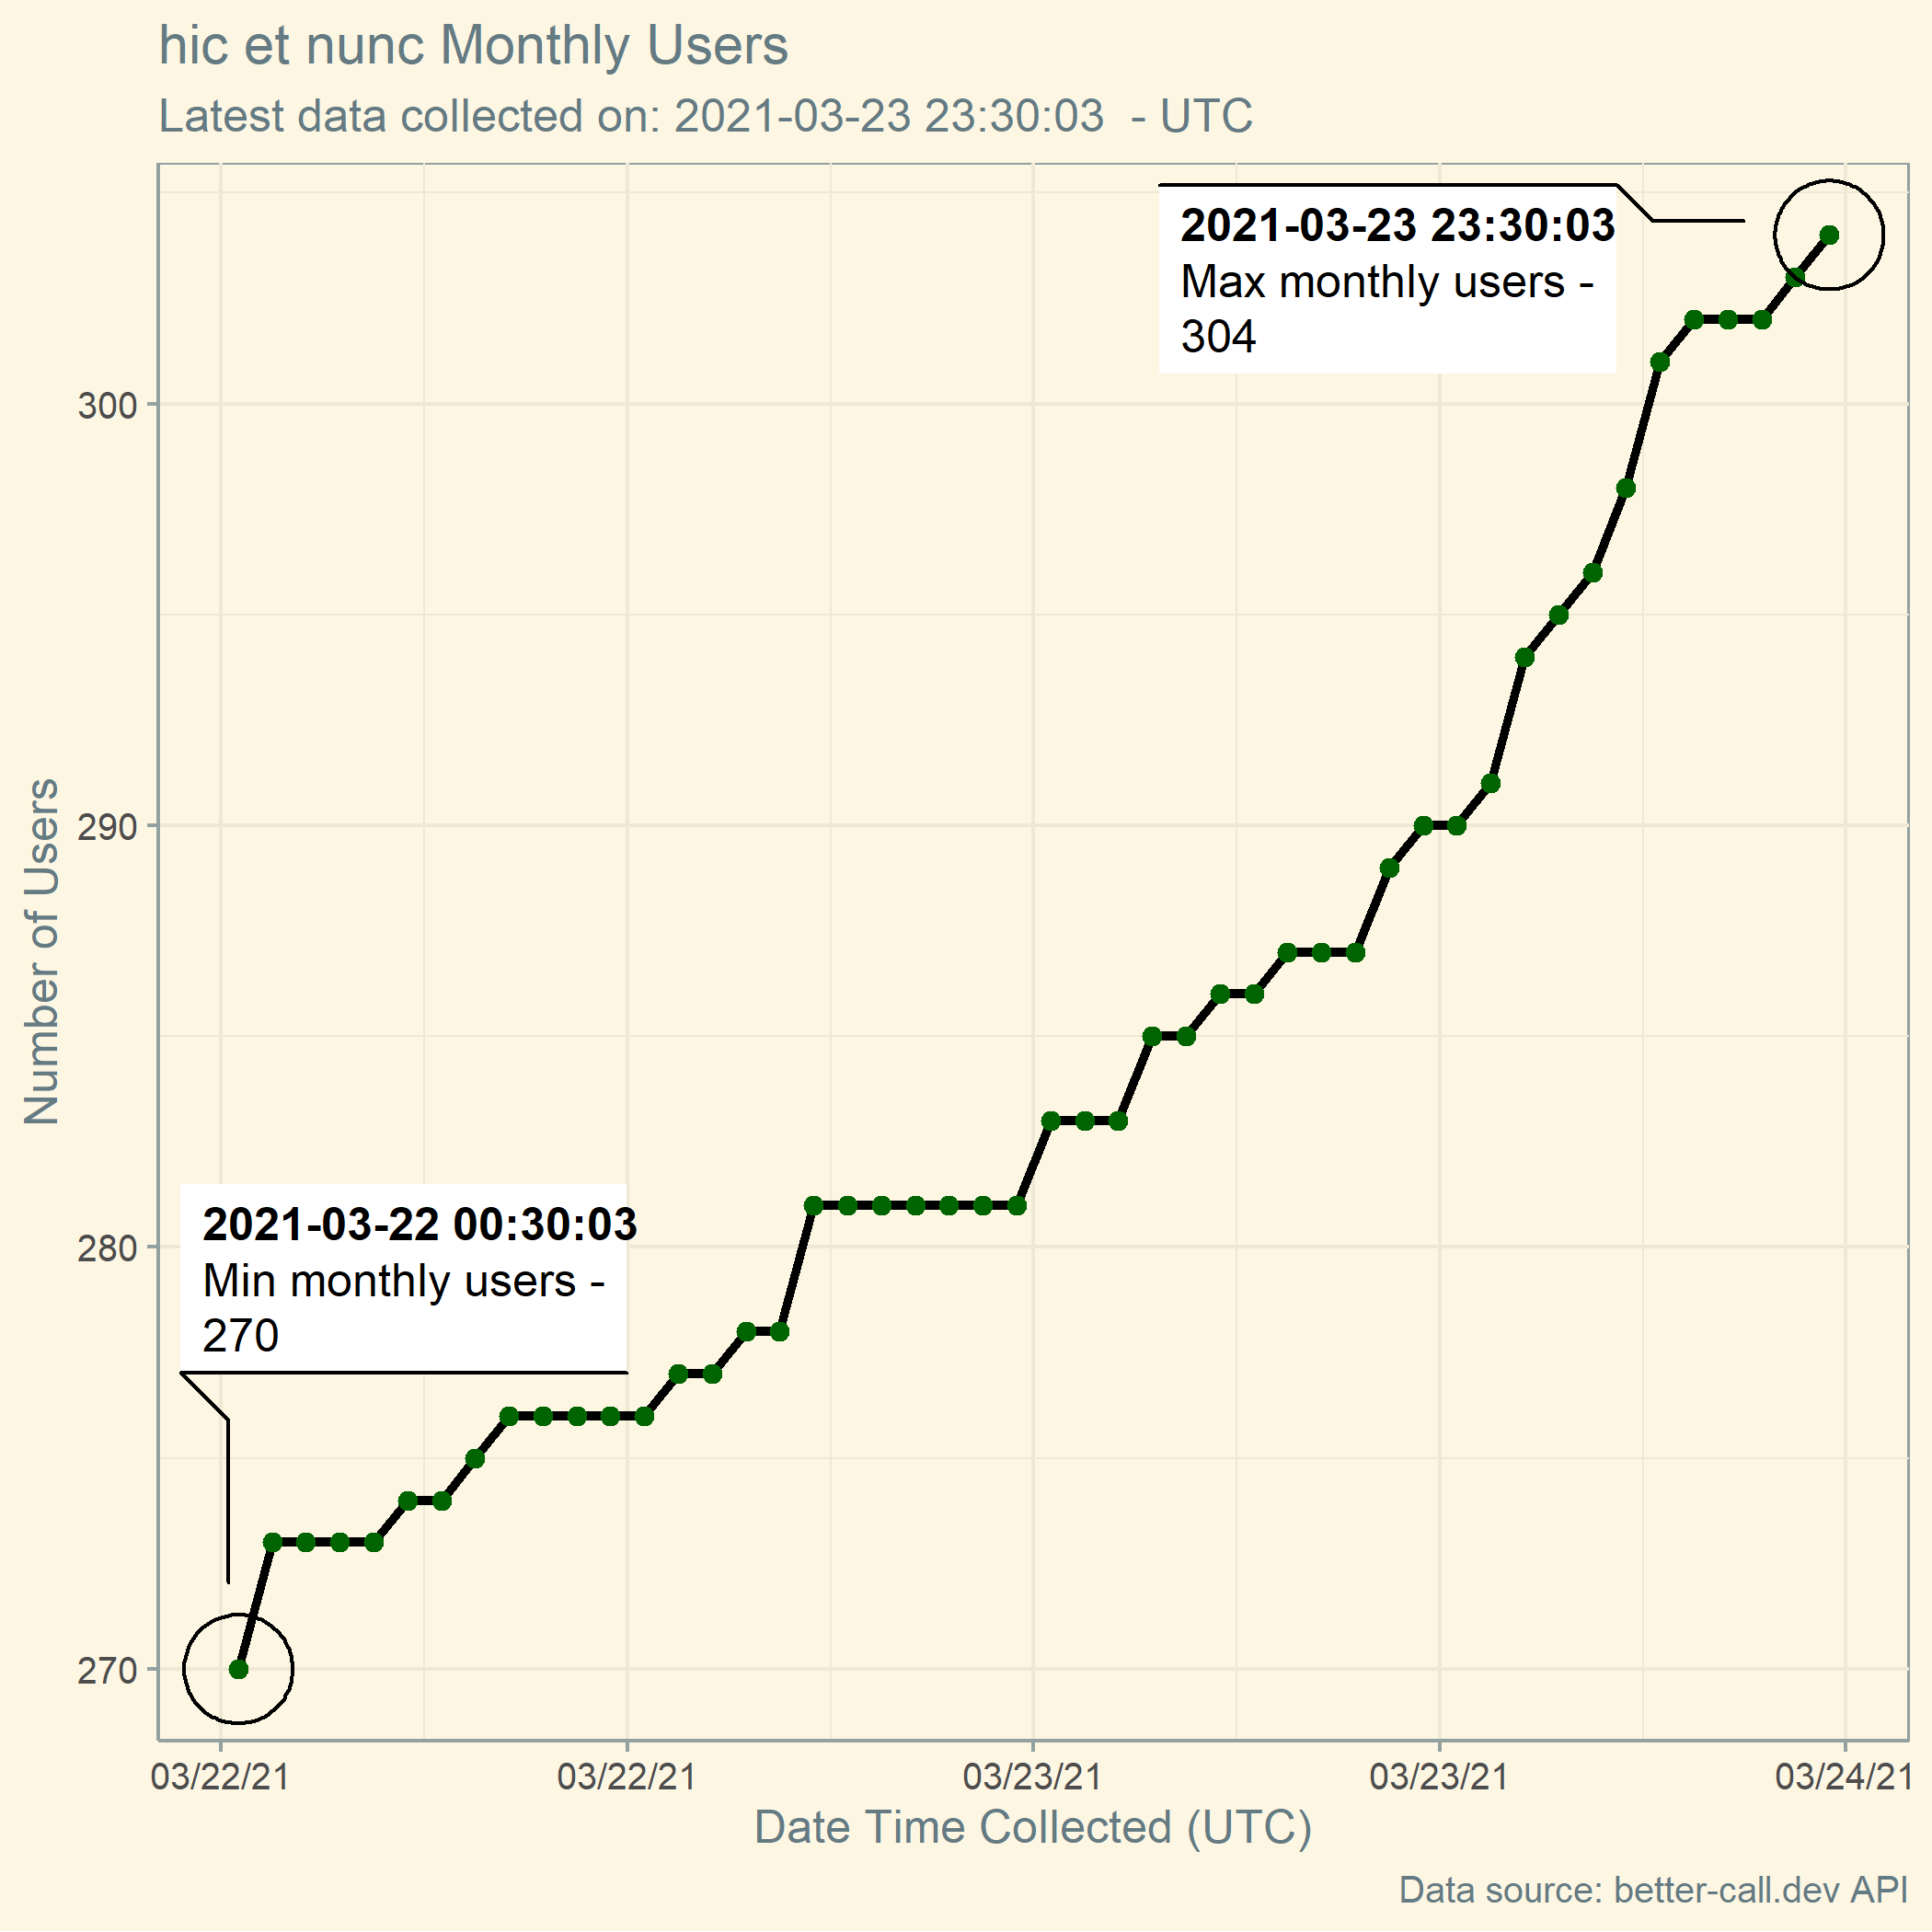 hic et nunc Monthly Users
Latest data collected on: 2021-03-23 23:30:03  - UTC
2021-03-23 23:30:03
Max monthly users -
304
300
290
280
270
Number of Users
2021-03-22 00:30:03
Min monthly users -
270
03/22/21
03/22/21
03/23/21
03/23/21
03/24/21
Date Time Collected (UTC)
Data source: better-call.dev API